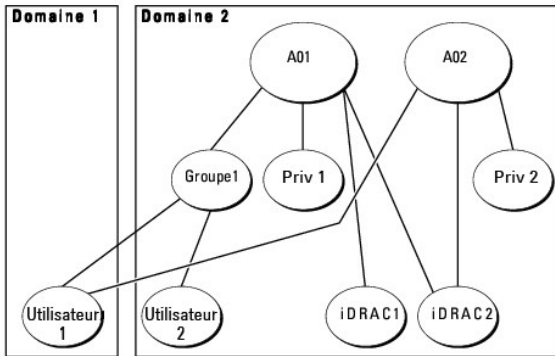 Domaine 1
Domaine 2
A01
A02
Groupe1
Priv 1
Priv 2
Utilisateur
1
Utilisateur
2
iDRAC1
iDRAC2